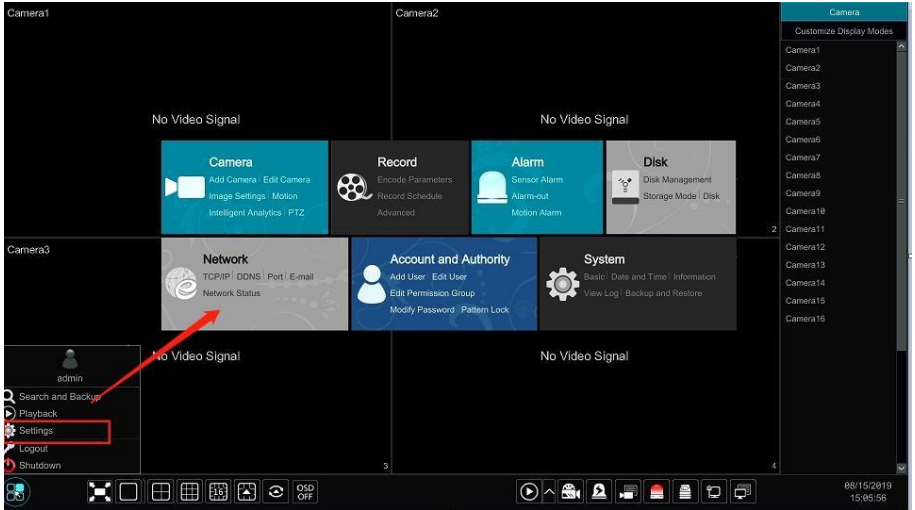 Camera1
Camera2
Camera
Customize Display Modes
Camera1
Camera2
Camera3
Camera4
Camera5
Camera6
Camera7
Camera8
Camera9
Camera10
Camera11
Camera12
Camera13
Camera14
Camera15
Camera16
No Video Signal
No Video Signal
Camera
Add Camera Edit Camera
Image Settings Motion
Intelligent Analytics PTZ
Record
Encode Parameters
Record Schedule
Advanced
Alarm
Sensor Alarm
Alarm-out
Motion Alarm
Disk
Disk Management
Storage Mode Disk
2
Camera3
Network
TCP/IP DDNS Port E-mail
Network Status
Account and Authority
Add User Edit User
Edit Permission Group
Modify Password Pattern Lock
System
Basic Date and Time Information
View Log Backup and Restore
No Video Signal
No Video Signal
admin
Search and Backup
Playback
Settings
Logout
Shutdown
3
4
16
OSD
OFF
08/15/2019
15:05:56